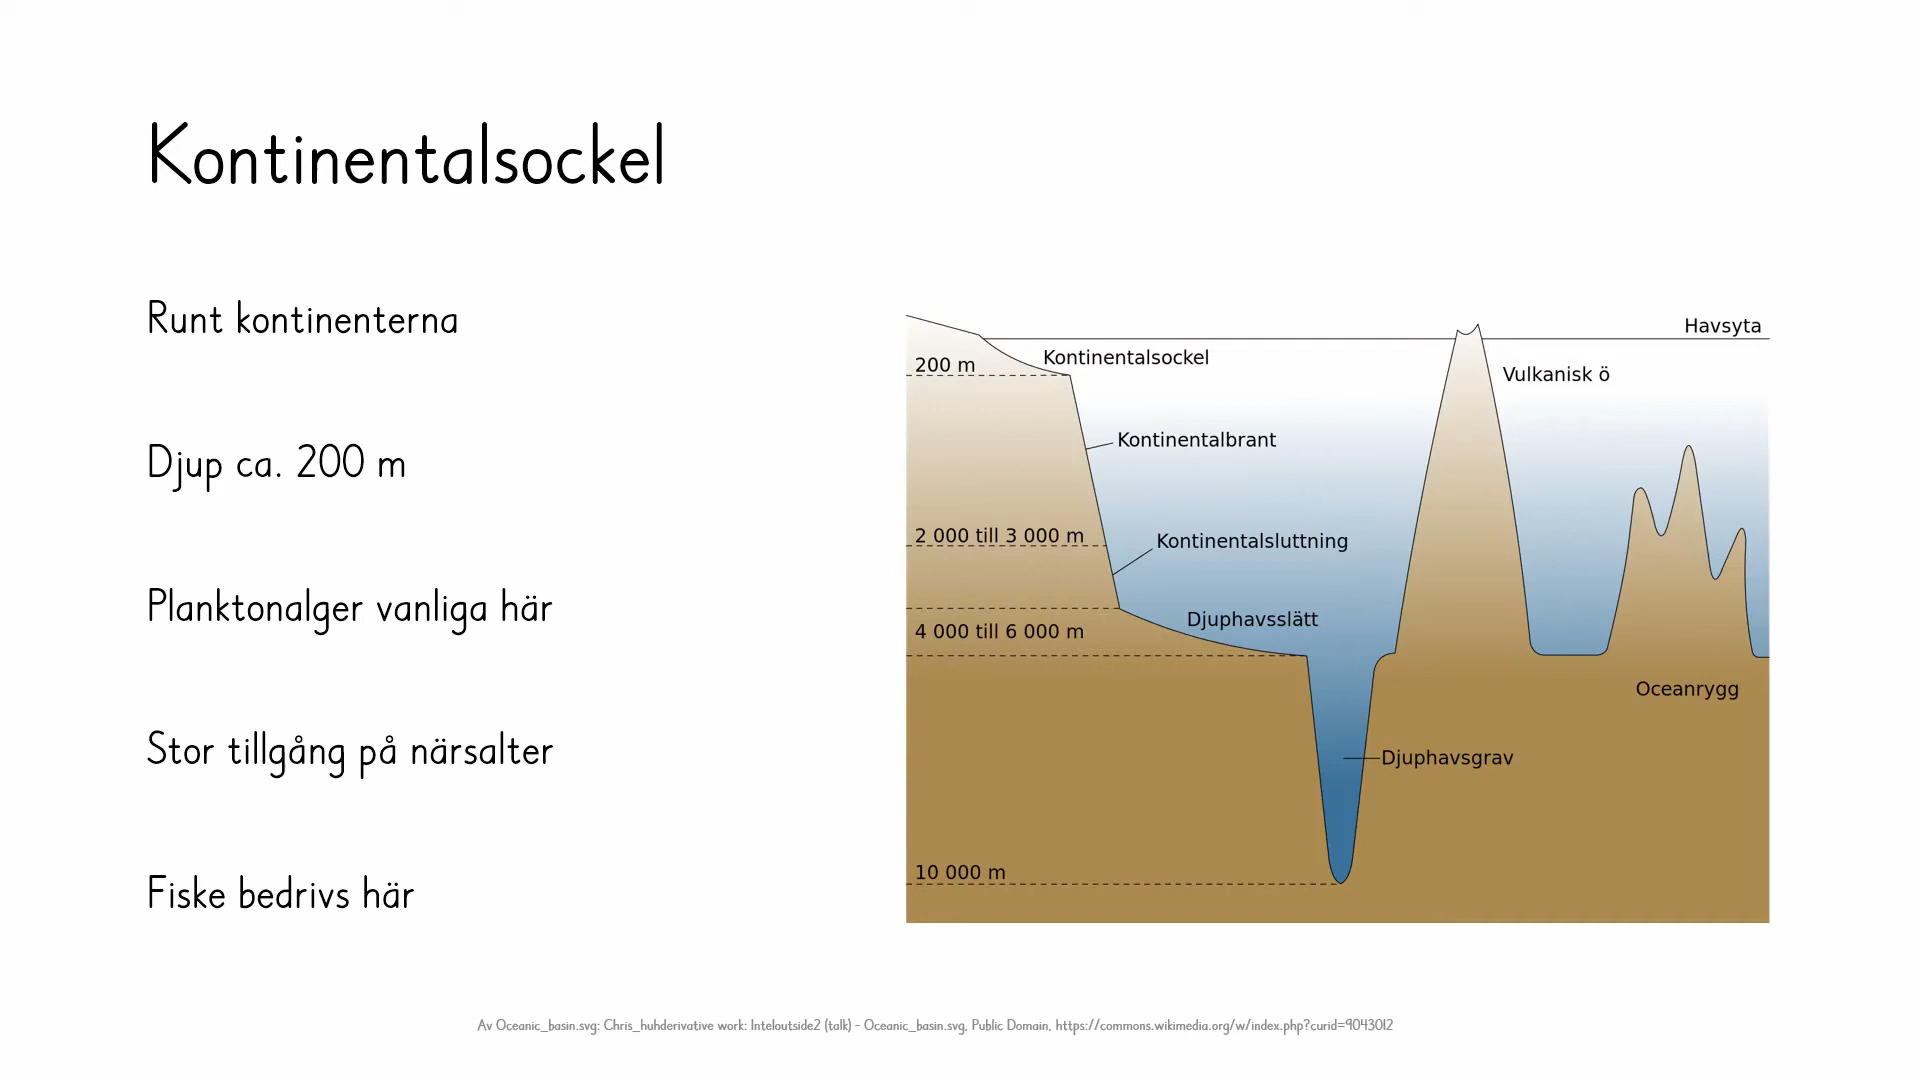 Kontinentalsockel
Runt kontinenterna
Djup ca. 200 m
Planktonalger vanliga här
Stor tillgång på närsalter
Fiske bedrivs här
Havsyta
Kontinentalsockel
200 m
Vulkanisk ö
Kontinentalbrant
2 000 till 3 000 m
Kontinentalsluttning
Djuphavsslätt
4 000 till 6 000 m
Oceanrygg
Djuphavsgrav
10 000 m
Av Oceanic_basin.svg: Chris_huhderivative work: Inteloutside2 (talk) - Oceanic_basin.svg, Public Domain, https://commons.wikimedia.org/w/index.php?curid=9043012